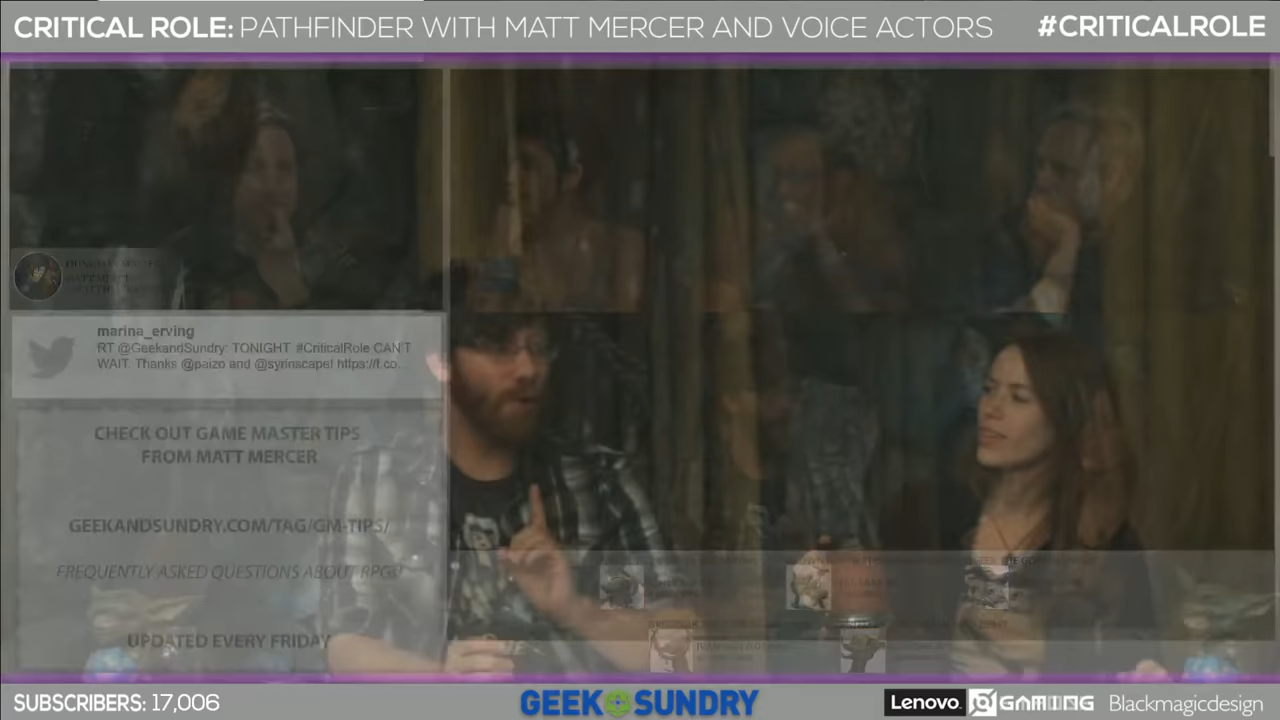 CRITICAL ROLE: PATHFINDER WITH MATT MERCER AND VOICE ACTORS
#CRITICALROLE
marina_erving
RT @GeekandSundry: TONIGHT #CriticalRole CAN'T
WAIT. Thanks @paizo and @syrinscape! https://t.co...
CHECK OUT GAME MASTER TIPS
FROM MATT MERCER
GEEKANDSUNDRY.COM/TAG/GM-TIPS/
FREQUENTLY ASKED QUESTIONS ABOUT RPGS!
UPDATED EVERY FRIDAY
SUBSCRIBERS: 17,006
GEEK SUNDRY
Lenovo. GAMING Blackmagicdesign